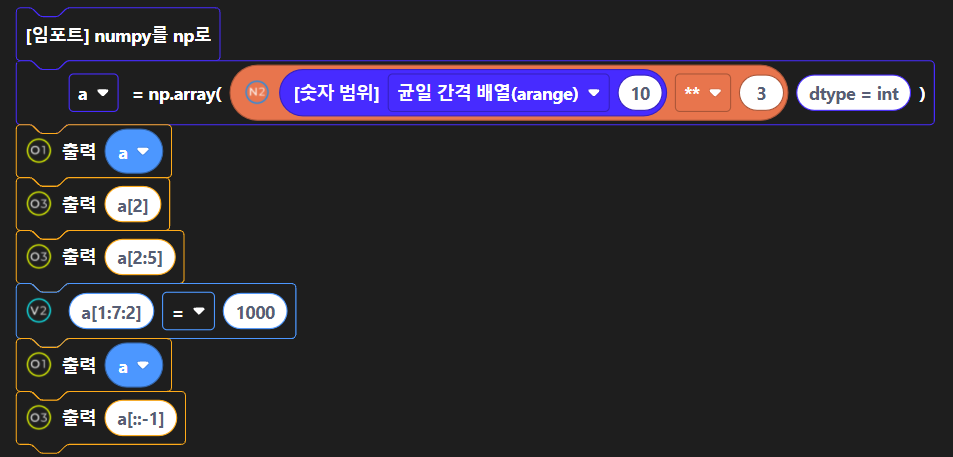 [임포트] numpy를 np로
a = np.array( N2 [숫자 범위] 균일 간격 배열(arange) 10 ** 3 dtype = int )
O1 출력 a
O3 출력 a[2]
O3 출력 a[2:5]
V2 a[1:7:2] = 1000
O1 출력 a
O3 출력 a[::-1]